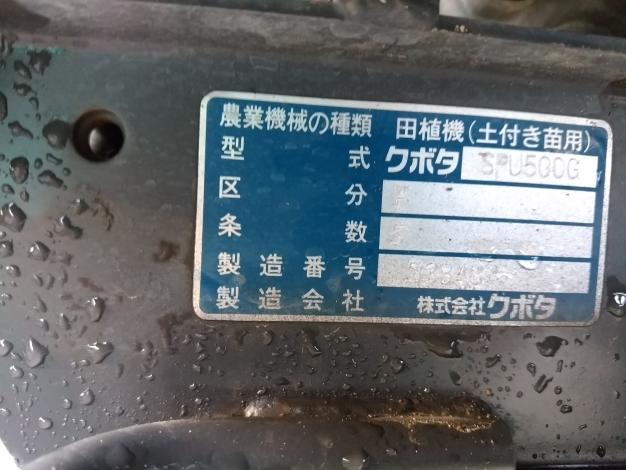 農業機械の種類 田植機(土付き苗用)
型式 クボタ SPU500G
区分
条数
製造番号
製造会社 株式会社クボタ